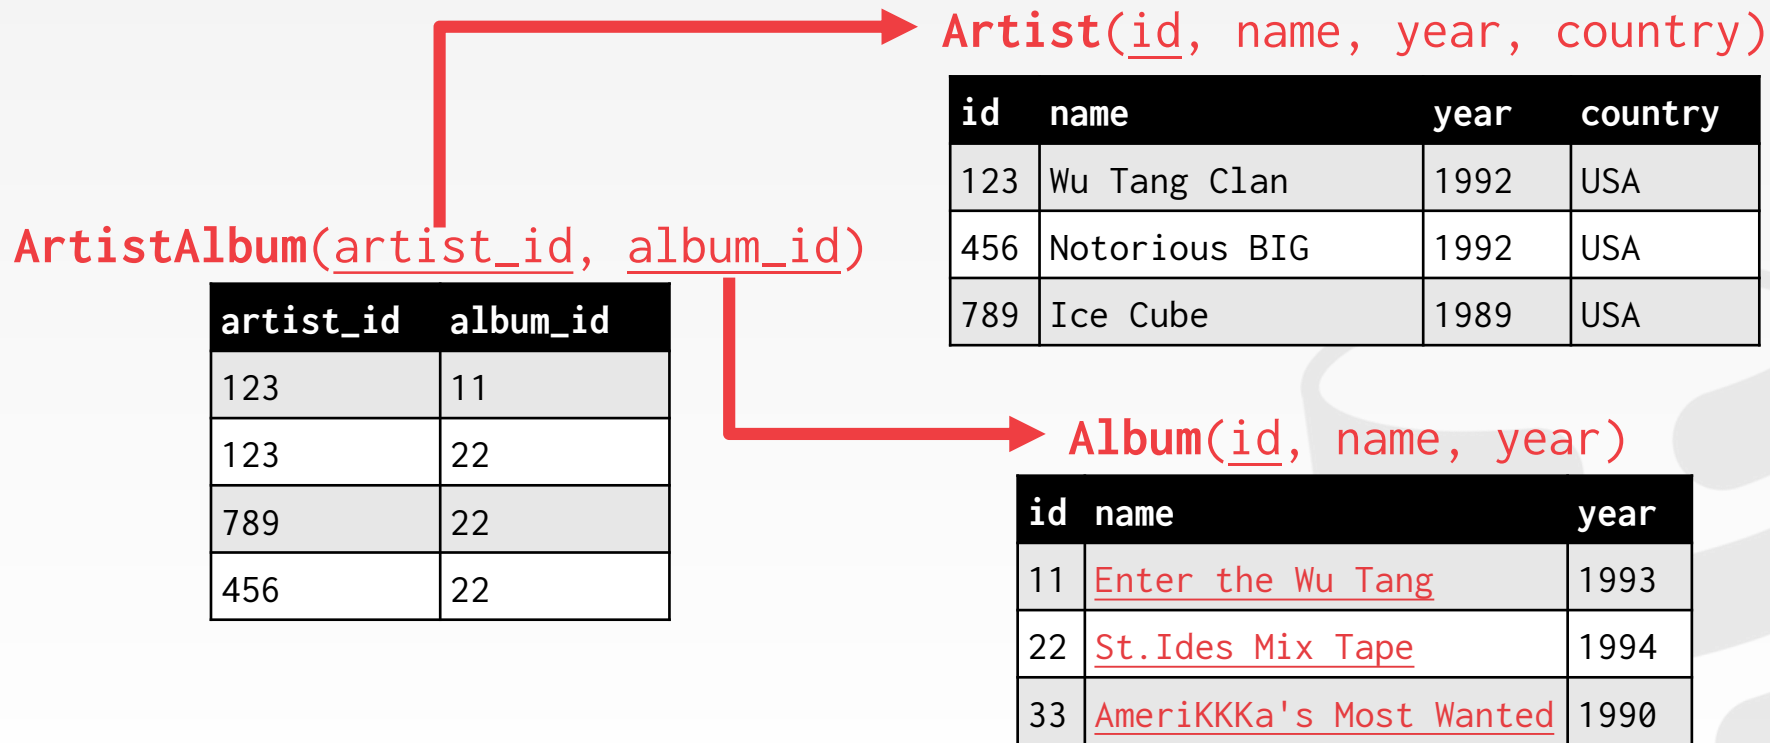 Artist(id, name, year, country)
id name year country
123 Wu Tang Clan 1992 USA
456 Notorious BIG 1992 USA
789 Ice Cube 1989 USA
ArtistAlbum(artist_id, album_id)
artist_id album_id
123 11
123 22
789 22
456 22
Album(id, name, year)
id name year
11 Enter the Wu Tang 1993
22 St.Ides Mix Tape 1994
33 AmeriKKKa's Most Wanted 1990